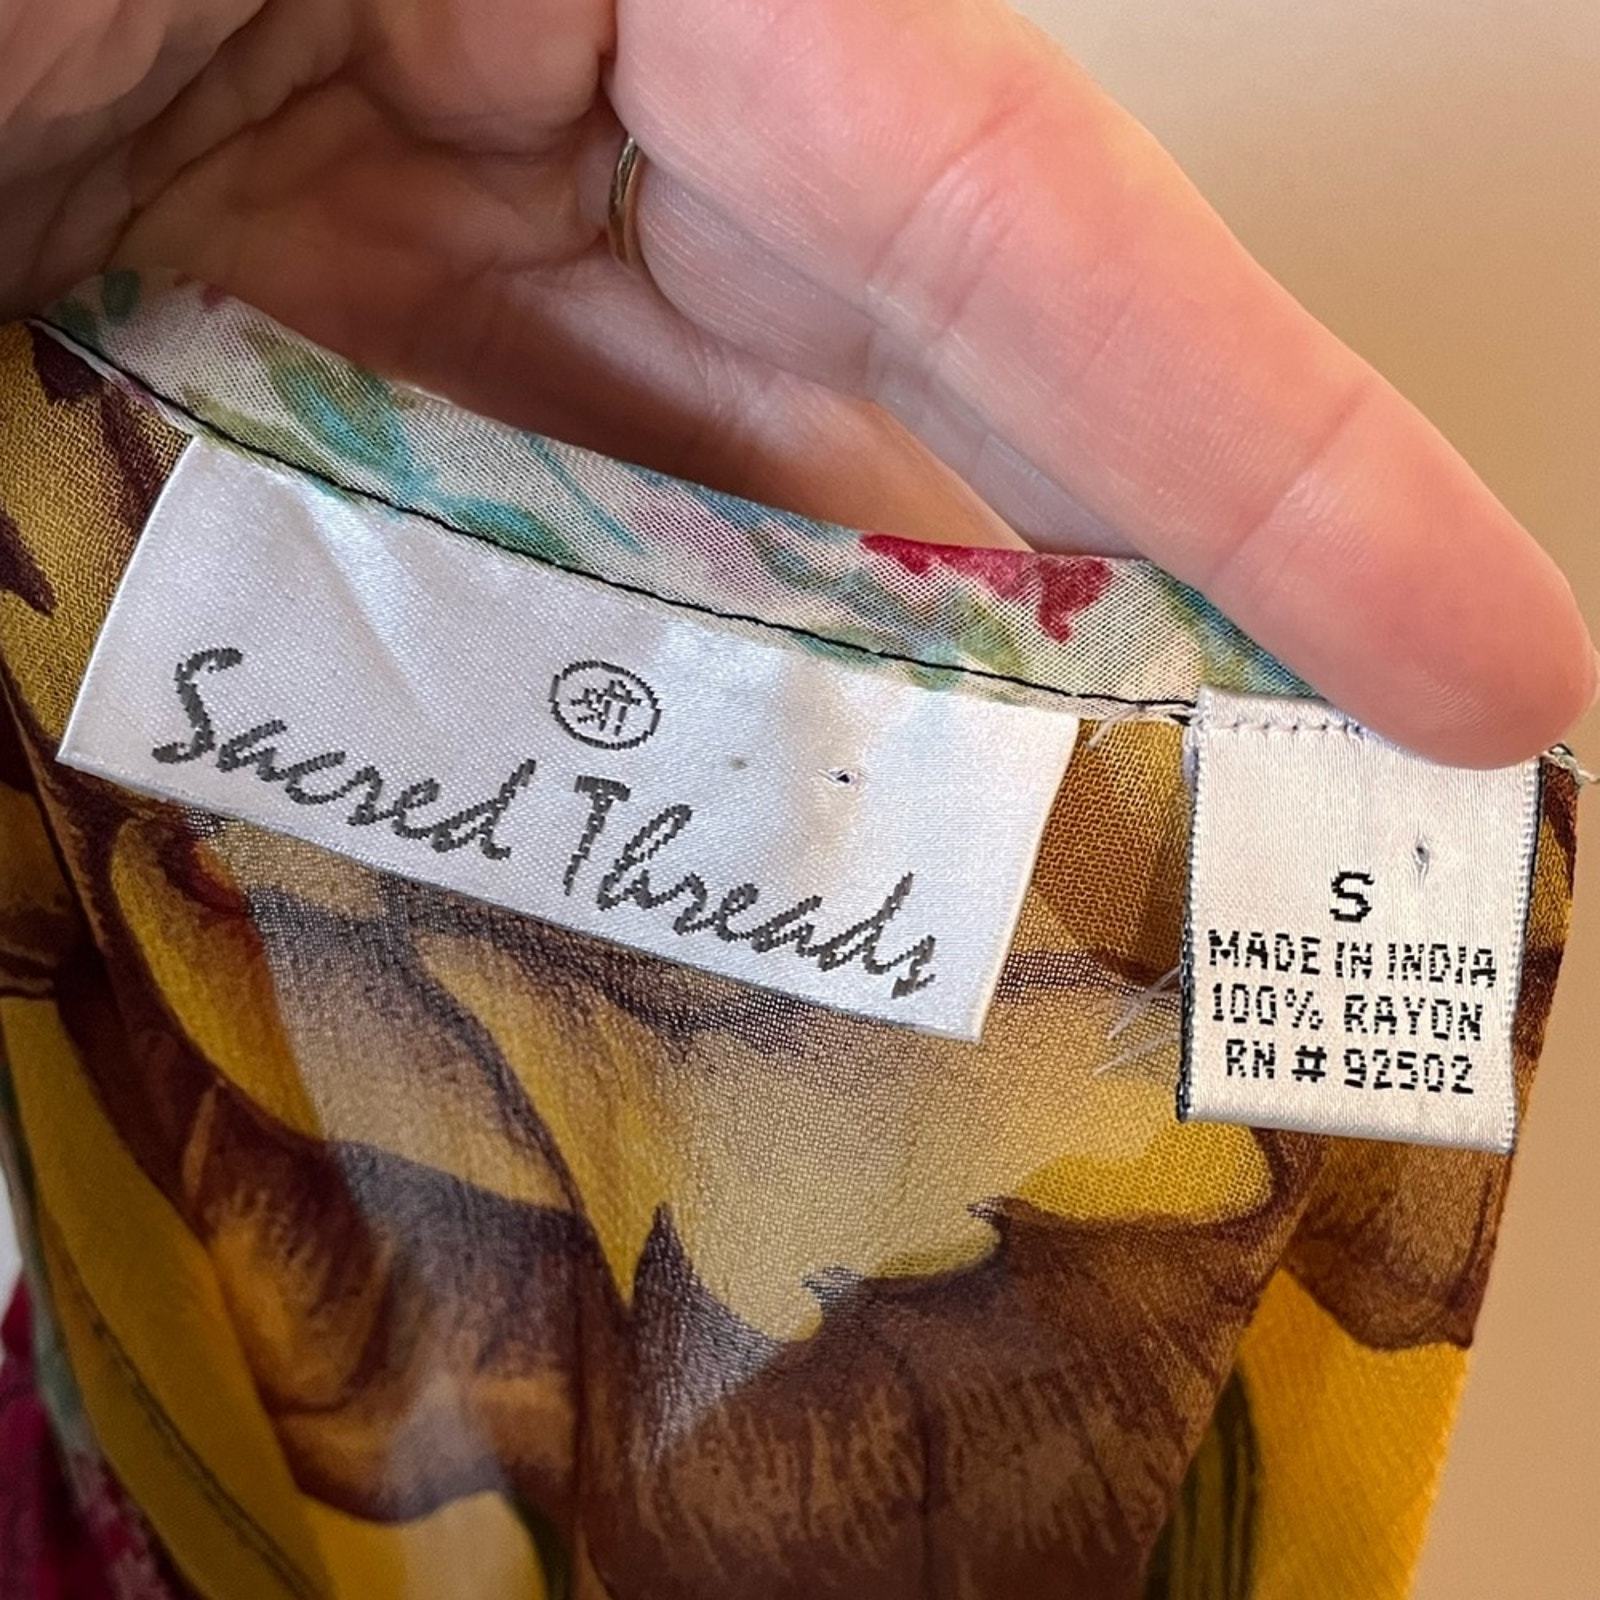 Sacred Threads
S
MADE IN INDIA
100% RAYON
RN # 92502